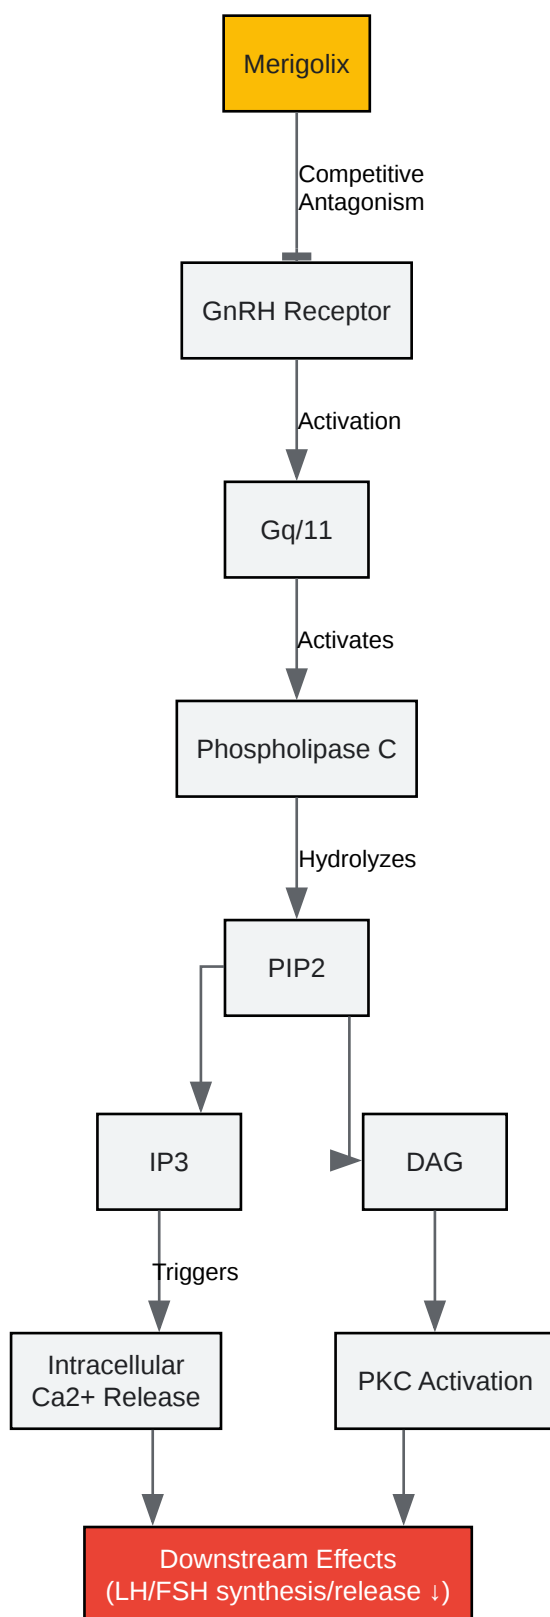 Merigolix
Competitive
Antagonism
GnRH Receptor
Activation
Gq/11
Activates
Phospholipase C
Hydrolyzes
PIP2
IP3
DAG
Triggers
Intracellular
Ca2+ Release
PKC Activation
Downstream Effects
(LH/FSH synthesis/release ↓)